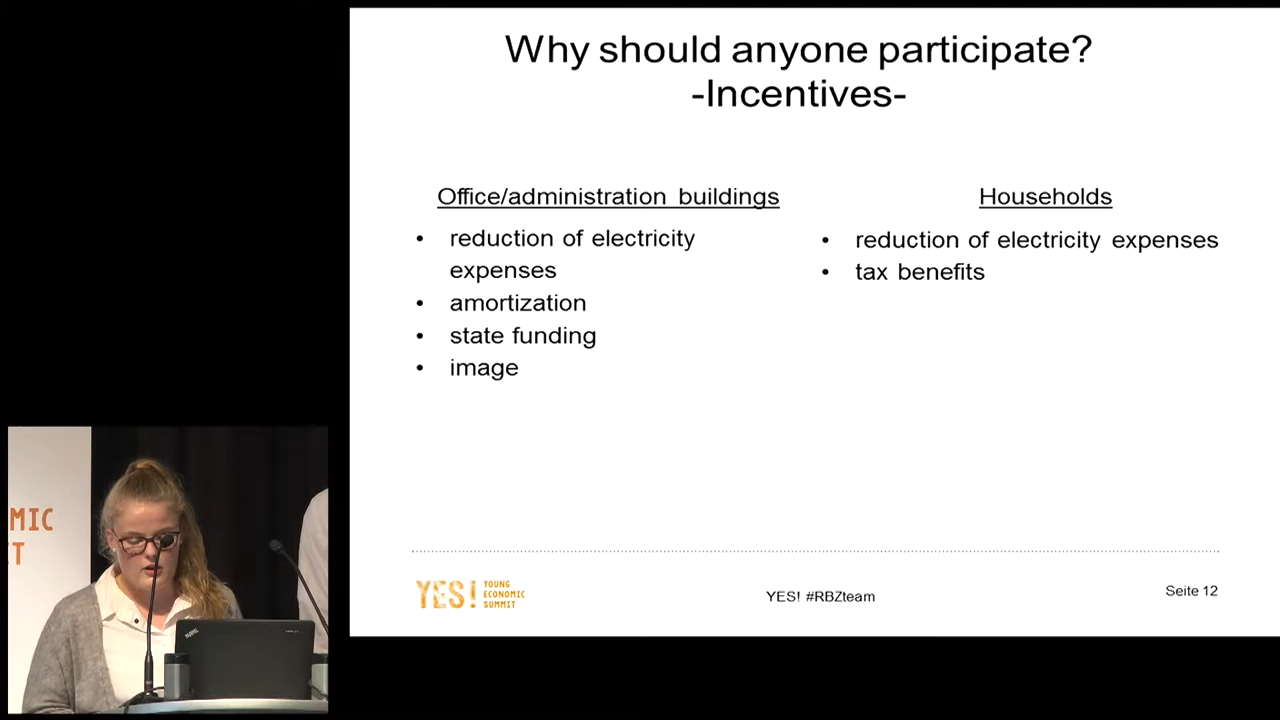 Why should anyone participate?
-Incentives-
Office/administration buildings
• reduction of electricity
expenses
• amortization
• state funding
• image
Households
• reduction of electricity expenses
• tax benefits
YES! YOUNG
ECONOMIC
SUMMIT
YES! #RBZteam
Seite 12
MIC
T